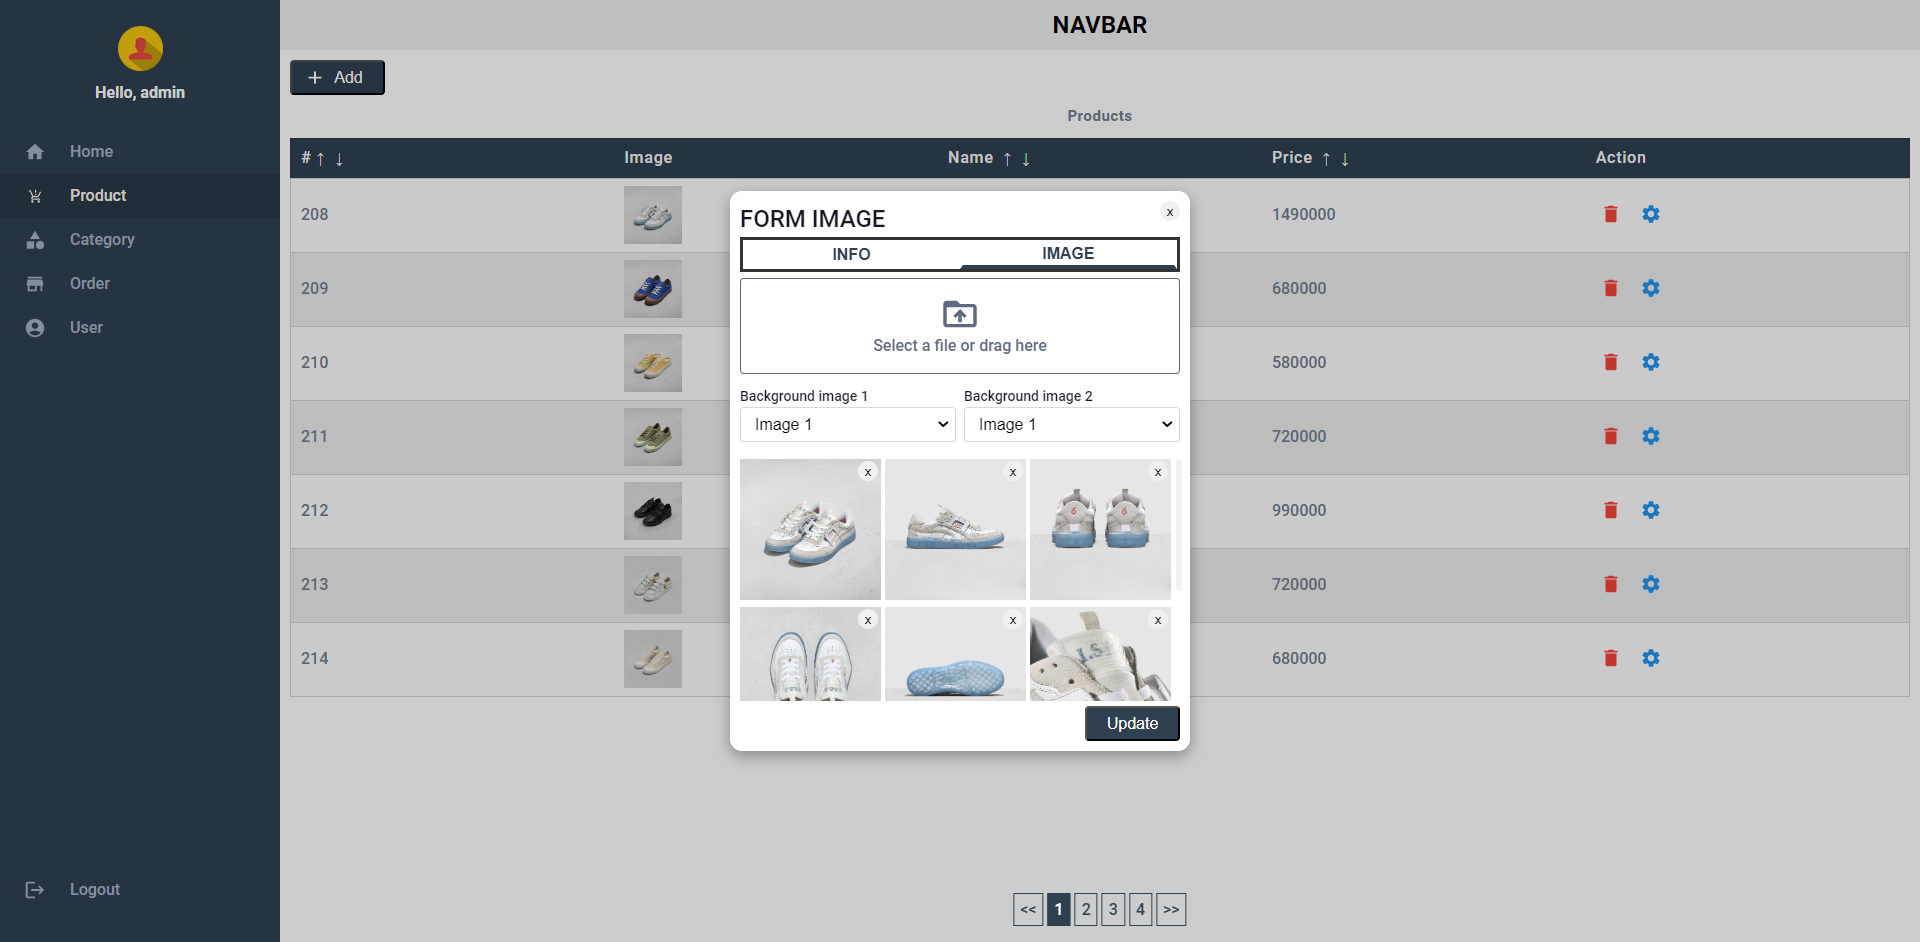 NAVBAR
Hello, admin
Home
Product
Category
Order
User
Logout
+ Add
Products
# ↑ ↓ Image Name ↑ ↓ Price ↑ ↓ Action
208 1490000
209 680000
210 580000
211 720000
212 990000
213 720000
214 680000
FORM IMAGE x
INFO IMAGE
Select a file or drag here
Background image 1 Background image 2
Image 1 Image 1
x x x
x x x
I.S
Update
<< 1 2 3 4 >>